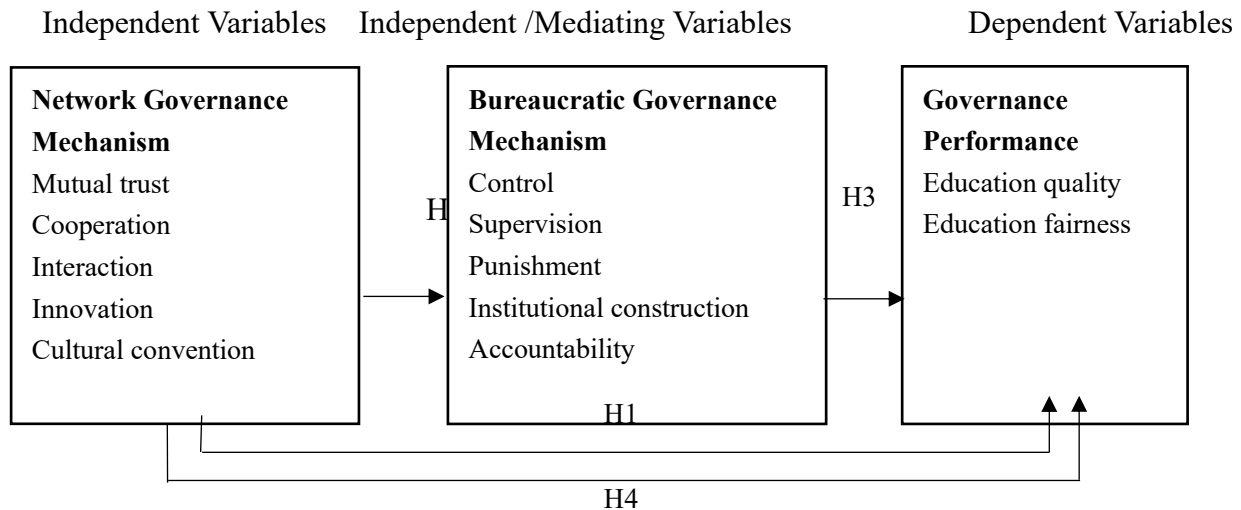 Independent Variables Independent /Mediating Variables Dependent Variables
Network Governance
Mechanism
Mutual trust
Cooperation
Interaction
Innovation
Cultural convention
H
Bureaucratic Governance
Mechanism
Control
Supervision
Punishment
Institutional construction
Accountability
H3
Governance
Performance
Education quality
Education fairness
H1
H4